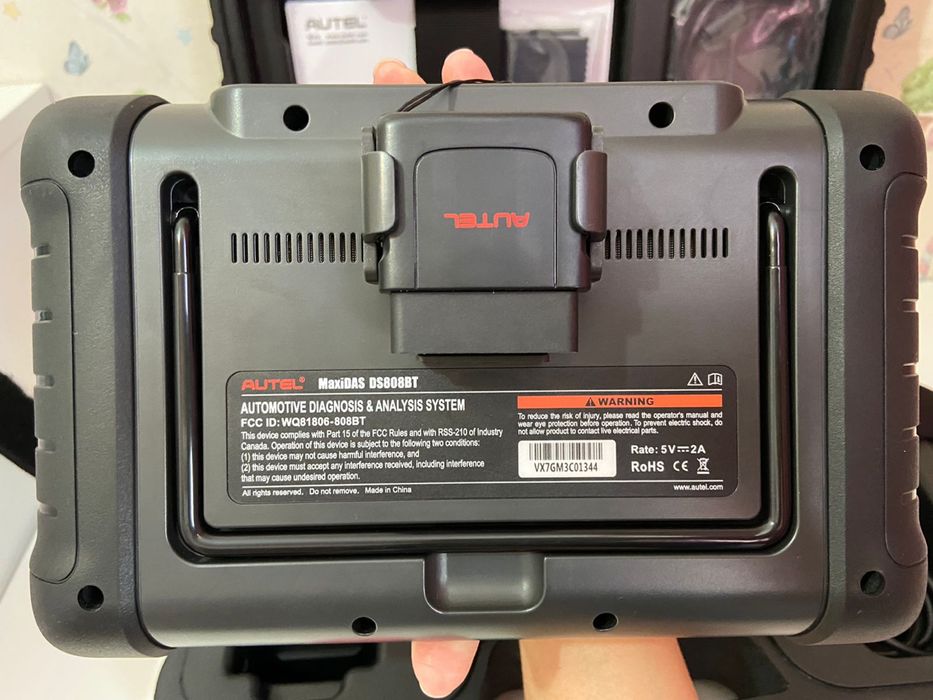 AUTEL
AUTEL
AUTEL® MaxiDAS DS808BT
AUTOMOTIVE DIAGNOSIS & ANALYSIS SYSTEM
FCC ID: WQ81806-808BT
This device complies with Part 15 of the FCC Rules and with RSS-210 of Industry
Canada. Operation of this device is subject to the following two conditions:
(1) this device may not cause harmful interference, and
(2) this device must accept any interference received, including interference
that may cause undesired operation.
All rights reserved. Do not remove. Made in China
WARNING
To reduce the risk of injury, please read the operator's manual and
wear eye protection before operation. To prevent electric shock, do
not allow product to contact live electrical parts.
VX7GM3C01344
Rate: 5V⎓2A
RoHS CE
www.autel.com